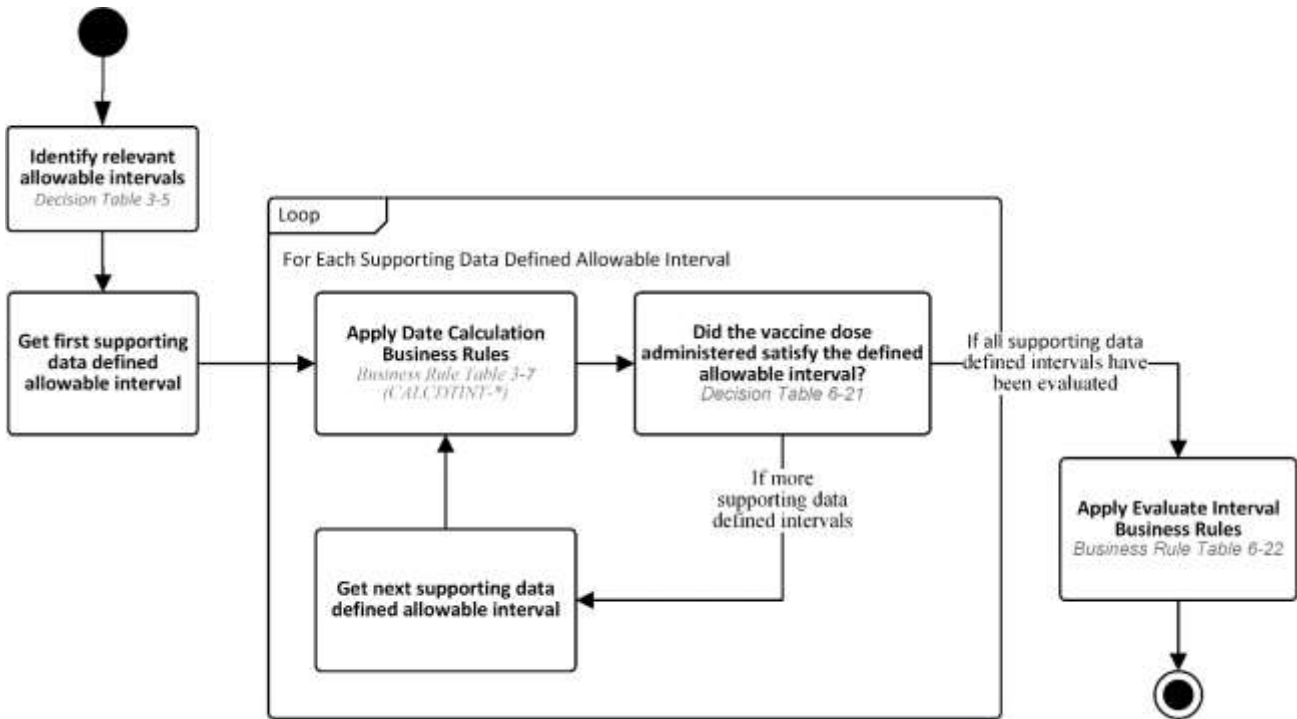 Identify relevant
allowable intervals
Decision Table 3-5
Get first supporting
data defined
allowable interval
Loop
For Each Supporting Data Defined Allowable Interval
Apply Date Calculation
Business Rules
Business Rule Table 3-7
(CALCDTINT-*)
Did the vaccine dose
administered satisfy the defined
allowable interval?
Decision Table 6-21
If more
supporting data
defined intervals
Get next supporting data
defined allowable interval
If all supporting data
defined intervals have
been evaluated
Apply Evaluate Interval
Business Rules
Business Rule Table 6-22